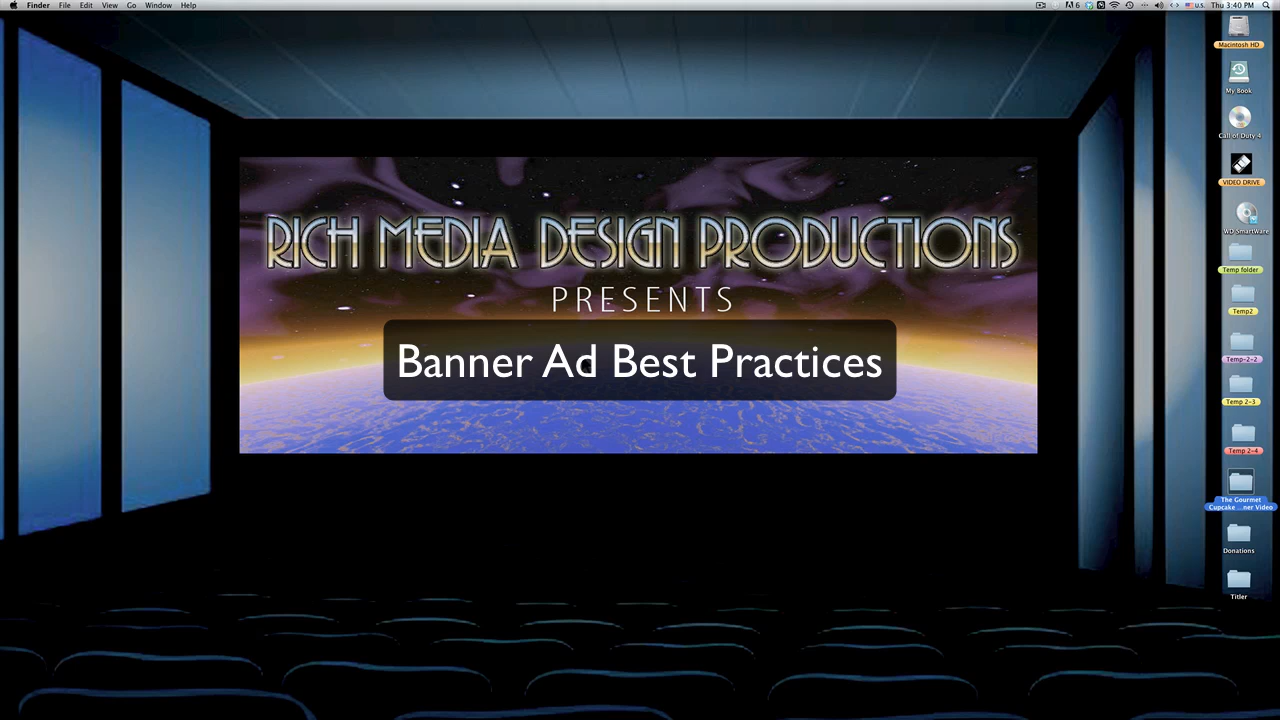 Finder File Edit View Go Window Help
6 U.S. Thu 3:40 PM
Macintosh HD
My Book
Call of Duty 4
VIDEO DRIVE
WD SmartWare
Temp folder
Temp2
Temp-2-2
Temp 2-3
Temp 2-4
The Gourmet
Cupcake ...ner Video
Donations
Titler
RICH MEDIA DESIGN PRODUCTIONS
PRESENTS
Banner Ad Best Practices